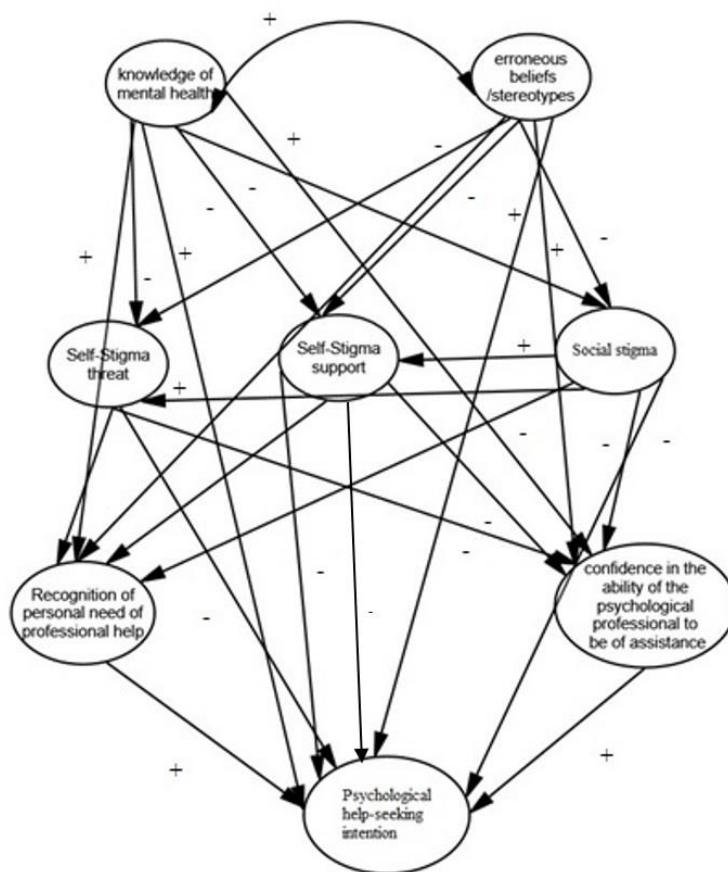 +
knowledge of
mental health
erroneous
beliefs
/stereotypes
+
-
-
-
-
+
+
+
+
-
-
Self-Stigma
threat
Self-Stigma
support
+
Social stigma
+
-
-
-
-
-
Recognition of
personal need of
professional help
-
-
-
confidence in the
ability of the
psychological
professional to
be of assistance
+
+
Psychological
help-seeking
intention